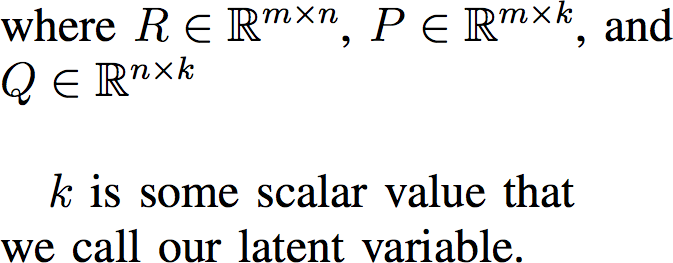 where R ∈ ℝ^{m×n}, P ∈ ℝ^{m×k}, and
Q ∈ ℝ^{n×k}
k is some scalar value that
we call our latent variable.